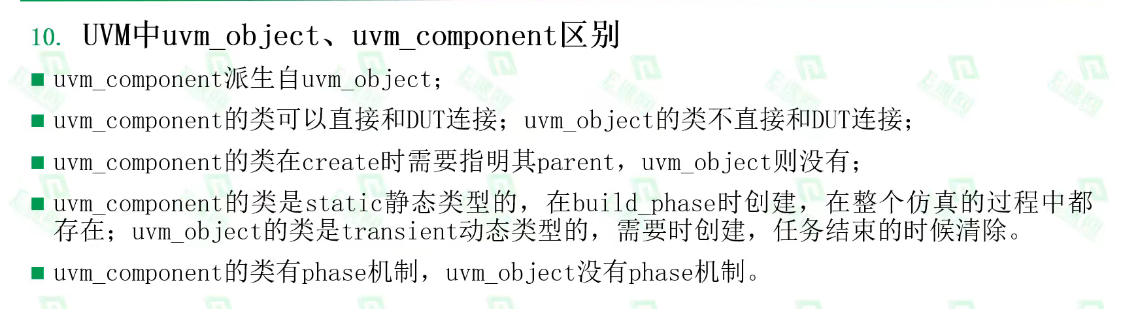 10. UVM中uvm_object、uvm_component区别
■ uvm_component派生自uvm_object；
■ uvm_component的类可以直接和DUT连接；uvm_object的类不直接和DUT连接；
■ uvm_component的类在create时需要指明其parent，uvm_object则没有；
■ uvm_component的类是static静态类型的，在build_phase时创建，在整个仿真的过程中都
存在；uvm_object的类是transient动态类型的，需要时创建，任务结束的时候清除。
■ uvm_component的类有phase机制，uvm_object没有phase机制。